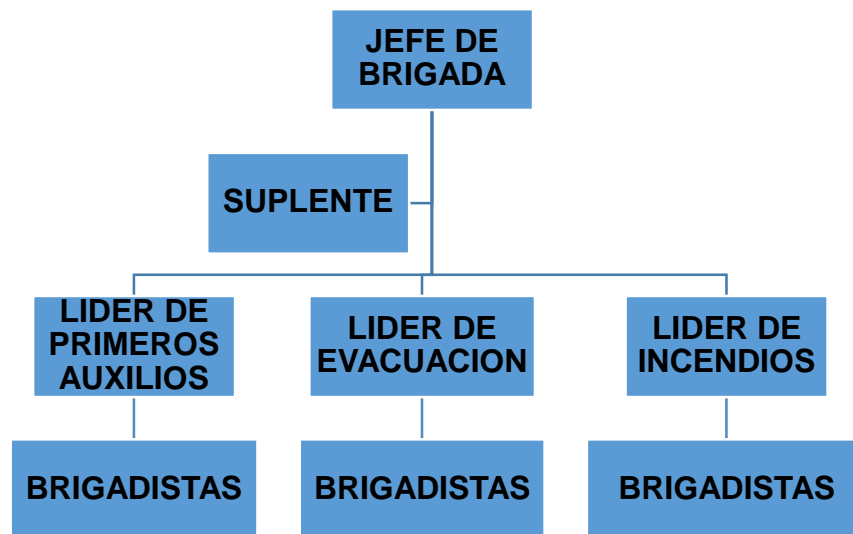 JEFE DE
BRIGADA
SUPLENTE
LIDER DE
PRIMEROS
AUXILIOS
LIDER DE
EVACUACION
LIDER DE
INCENDIOS
BRIGADISTAS
BRIGADISTAS
BRIGADISTAS